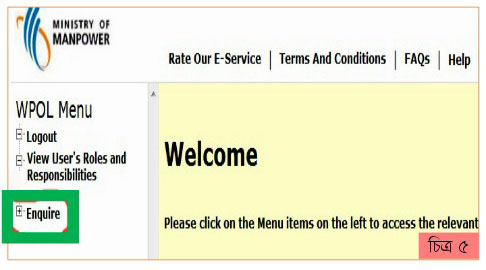 MINISTRY OF
MANPOWER
Rate Our E-Service | Terms And Conditions | FAQs | Help
WPOL Menu
Logout
View User's Roles and
Responsibilities
Enquire
Welcome
Please click on the Menu items on the left to access the relevant
চিত্র ৫